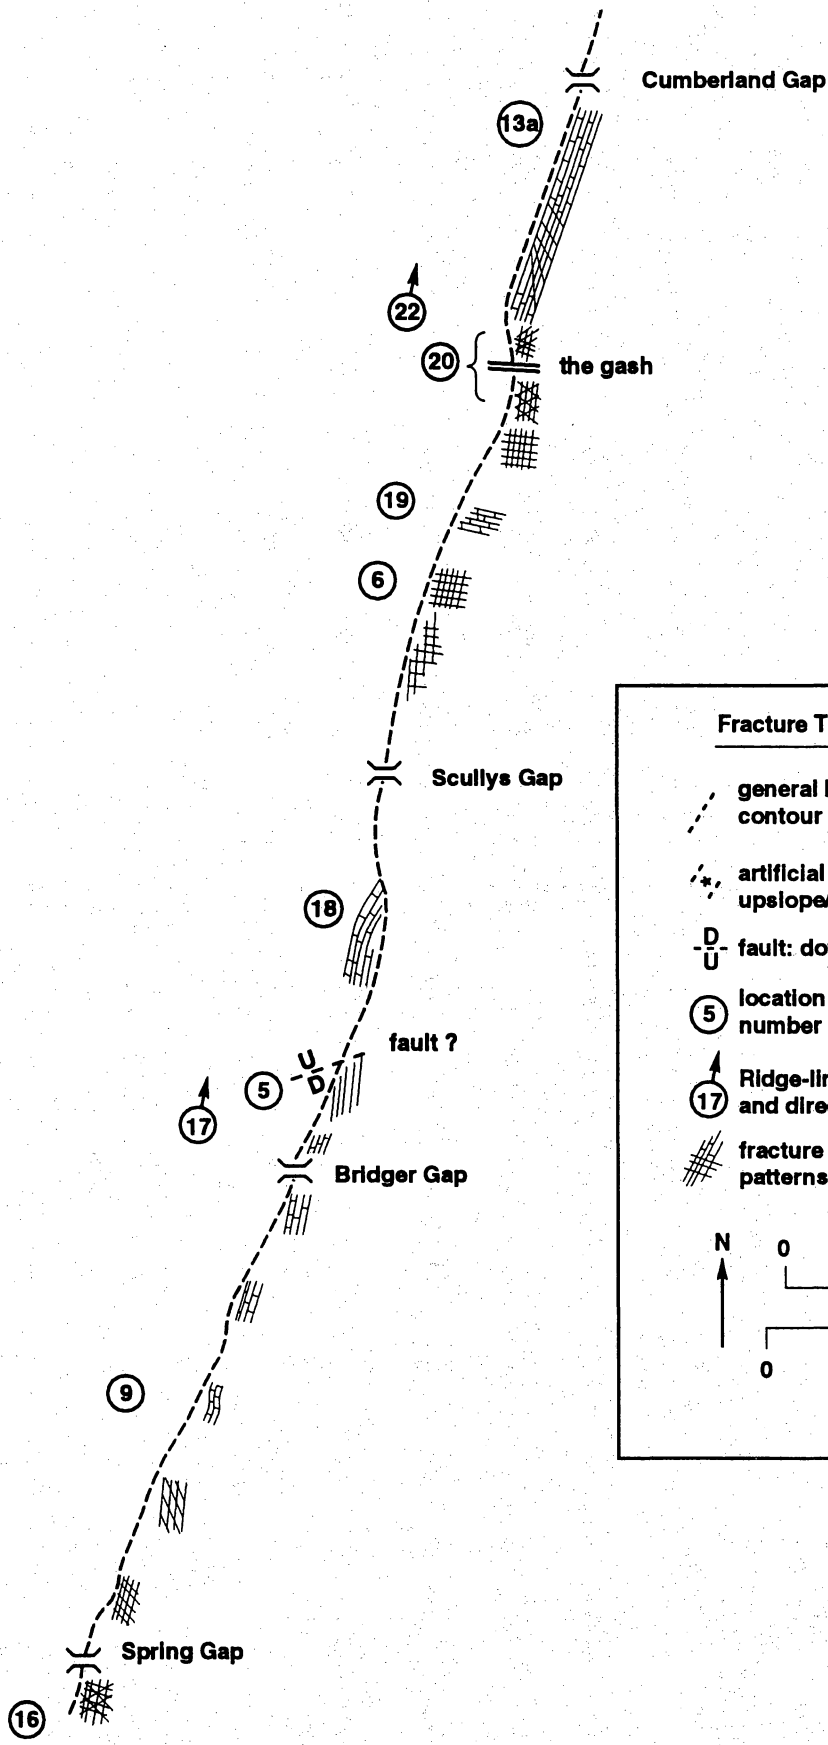 Cumberland Gap
13a
22
20
the gash
19
6
Scullys Gap
18
fault ?
U
D
5
17
Bridger Gap
9
Spring Gap
16
Fracture T
general
contour
artificial
upslope
D
U
fault: do
5
location
number
17
Ridge-lin
and dire
fracture
patterns
N
0
0